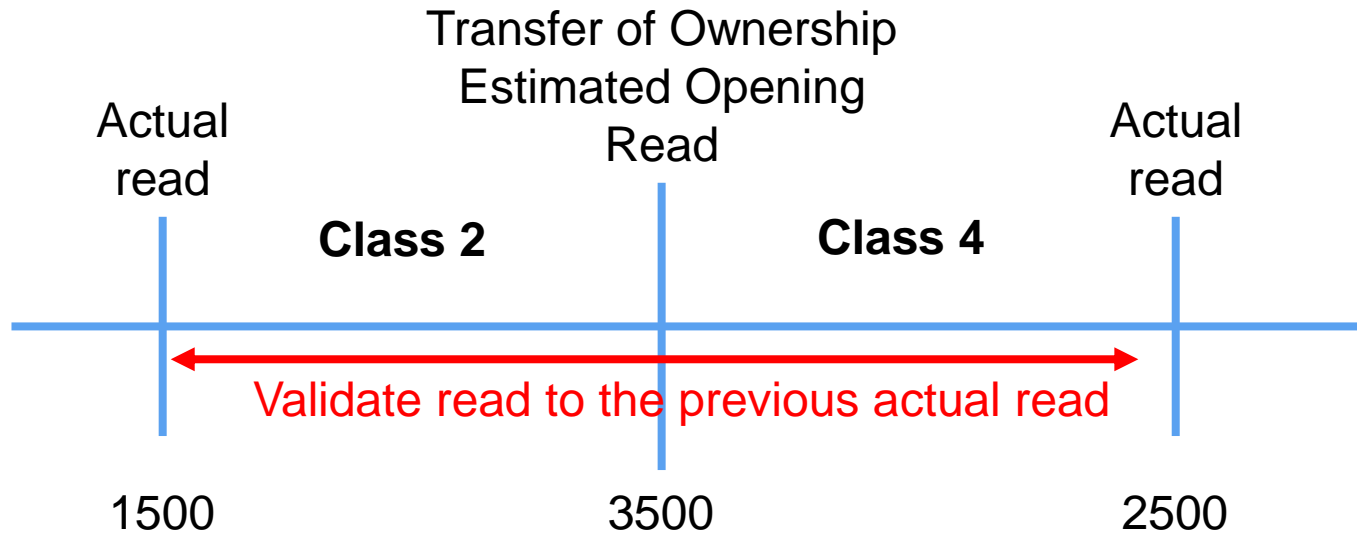 Transfer of Ownership
Estimated Opening
Read
Actual
read
Actual
read
Class 2
Class 4
Validate read to the previous actual read
1500
3500
2500